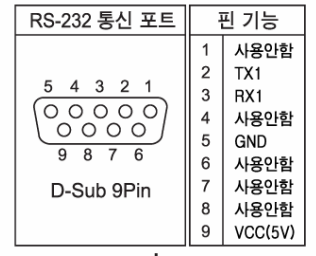 RS-232 통신 포트
5 4 3 2 1
9 8 7 6
D-Sub 9Pin
핀 기능
1 사용안함
2 TX1
3 RX1
4 사용안함
5 GND
6 사용안함
7 사용안함
8 사용안함
9 VCC(5V)